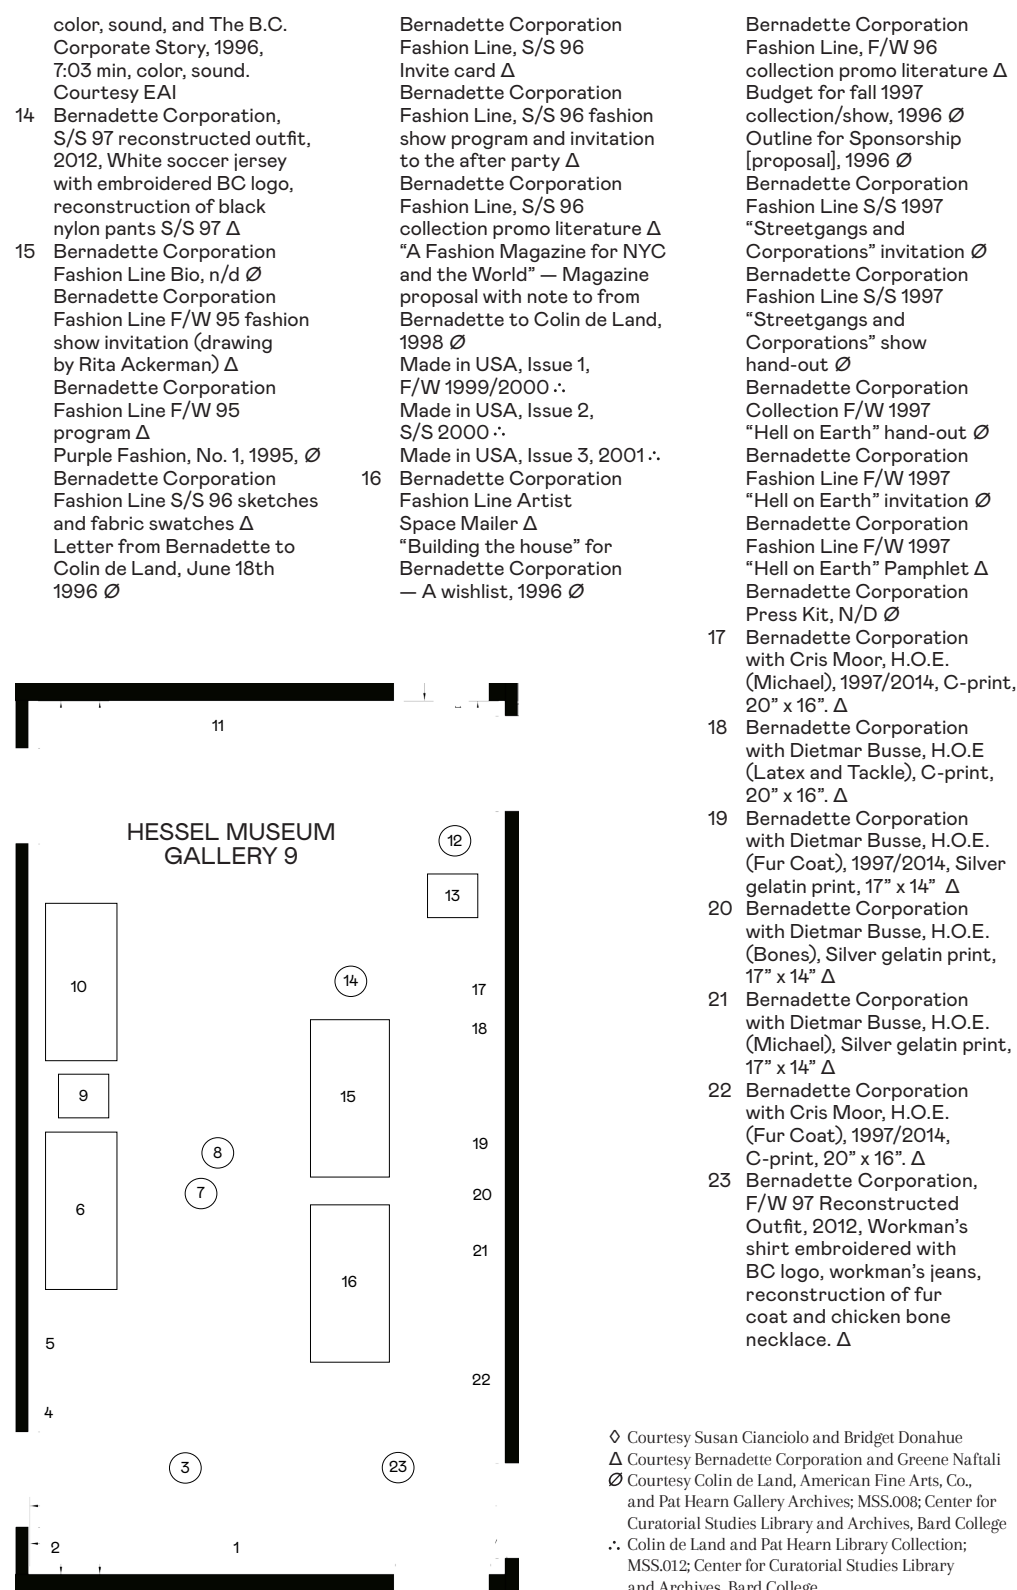 color, sound, and The B.C.
Corporate Story, 1996,
7:03 min, color, sound.
Courtesy EAI
14 Bernadette Corporation,
S/S 97 reconstructed outfit,
2012, White soccer jersey
with embroidered BC logo,
reconstruction of black
nylon pants S/S 97 Δ
15 Bernadette Corporation
Fashion Line Bio, n/d Ø
Bernadette Corporation
Fashion Line F/W 95 fashion
show invitation (drawing
by Rita Ackerman) Δ
Bernadette Corporation
Fashion Line F/W 95
program Δ
Purple Fashion, No. 1, 1995, Ø
Bernadette Corporation
Fashion Line S/S 96 sketches
and fabric swatches Δ
Letter from Bernadette to
Colin de Land, June 18th
1996 Ø
Bernadette Corporation
Fashion Line, S/S 96
Invite card Δ
Bernadette Corporation
Fashion Line, S/S 96 fashion
show program and invitation
to the after party Δ
Bernadette Corporation
Fashion Line, S/S 96
collection promo literature Δ
“A Fashion Magazine for NYC
and the World” — Magazine
proposal with note to from
Bernadette to Colin de Land,
1998 Ø
Made in USA, Issue 1,
F/W 1999/2000 ∴
Made in USA, Issue 2,
S/S 2000 ∴
Made in USA, Issue 3, 2001 ∴
16 Bernadette Corporation
Fashion Line Artist
Space Mailer Δ
“Building the house” for
Bernadette Corporation
— A wishlist, 1996 Ø
Bernadette Corporation
Fashion Line, F/W 96
collection promo literature Δ
Budget for fall 1997
collection/show, 1996 Ø
Outline for Sponsorship
[proposal], 1996 Ø
Bernadette Corporation
Fashion Line S/S 1997
“Streetgangs and
Corporations” invitation Ø
Bernadette Corporation
Fashion Line S/S 1997
“Streetgangs and
Corporations” show
hand-out Ø
Bernadette Corporation
Collection F/W 1997
“Hell on Earth” hand-out Ø
Bernadette Corporation
Fashion Line F/W 1997
“Hell on Earth” invitation Ø
Bernadette Corporation
Fashion Line F/W 1997
“Hell on Earth” Pamphlet Δ
Bernadette Corporation
Press Kit, N/D Ø
17 Bernadette Corporation
with Cris Moor, H.O.E.
(Michael), 1997/2014, C-print,
20” x 16”. Δ
18 Bernadette Corporation
with Dietmar Busse, H.O.E
(Latex and Tackle), C-print,
20” x 16”. Δ
19 Bernadette Corporation
with Dietmar Busse, H.O.E.
(Fur Coat), 1997/2014, Silver
gelatin print, 17” x 14” Δ
20 Bernadette Corporation
with Dietmar Busse, H.O.E.
(Bones), Silver gelatin print,
17” x 14” Δ
21 Bernadette Corporation
with Dietmar Busse, H.O.E.
(Michael), Silver gelatin print,
17” x 14” Δ
22 Bernadette Corporation
with Cris Moor, H.O.E.
(Fur Coat), 1997/2014,
C-print, 20” x 16”. Δ
23 Bernadette Corporation,
F/W 97 Reconstructed
Outfit, 2012, Workman’s
shirt embroidered with
BC logo, workman’s jeans,
reconstruction of fur
coat and chicken bone
necklace. Δ
11
HESSEL MUSEUM
GALLERY 9
12
13
10
14
17
18
9
15
8
19
7
6
20
21
16
5
22
4
3
23
2
1
◊ Courtesy Susan Cianciolo and Bridget Donahue
Δ Courtesy Bernadette Corporation and Greene Naftali
Ø Courtesy Colin de Land, American Fine Arts, Co.,
and Pat Hearn Gallery Archives; MSS.008; Center for
Curatorial Studies Library and Archives, Bard College
∴ Colin de Land and Pat Hearn Library Collection;
MSS.012; Center for Curatorial Studies Library
and Archives, Bard College